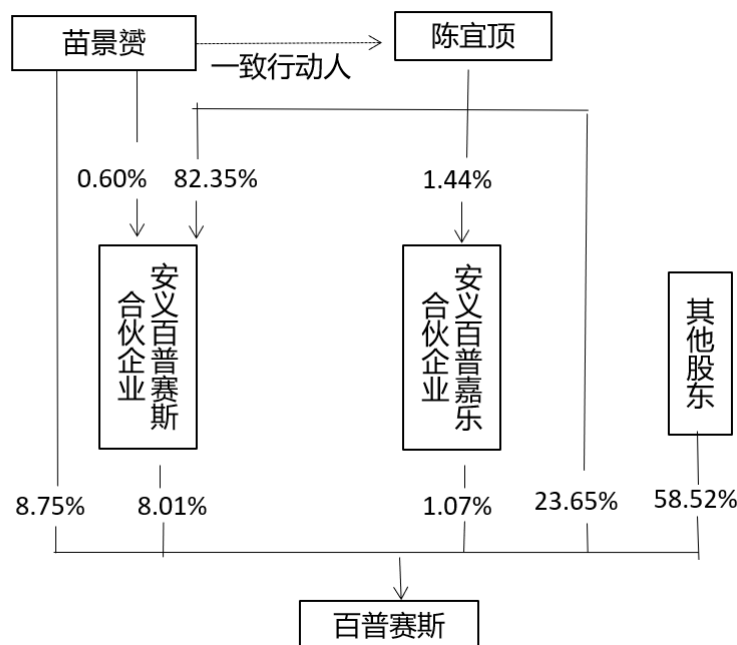 苗景赟
陈宜顶
一致行动人
0.60%
82.35%
1.44%
安义百普赛斯
合伙企业
安义百普嘉乐
合伙企业
其他股东
8.75%
8.01%
1.07%
23.65%
58.52%
百普赛斯